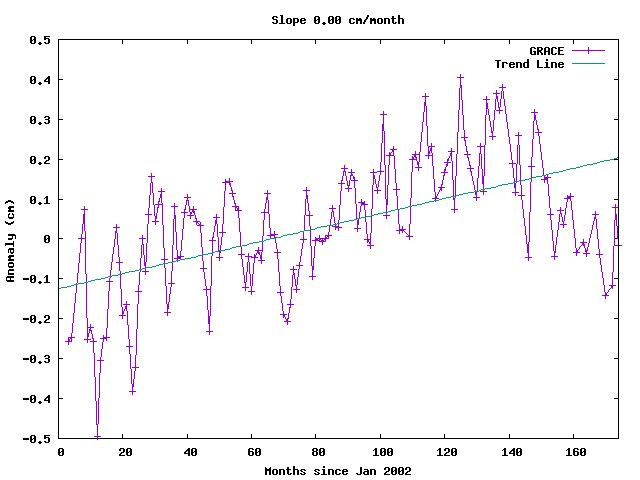 Slope 0.00 cm/month
GRACE
Trend Line
0.5
0.4
0.3
0.2
0.1
0
-0.1
-0.2
-0.3
-0.4
-0.5
Anomaly (cm)
0 20 40 60 80 100 120 140 160
Months since Jan 2002